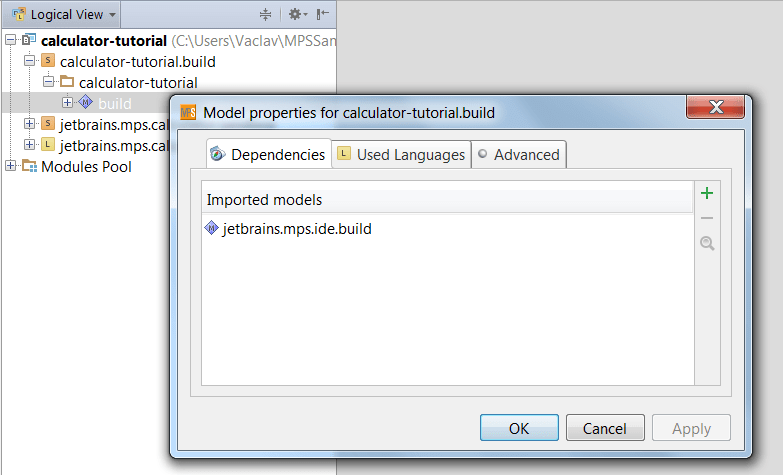 Logical View
calculator-tutorial (C:\Users\Vaclav\MPSSam
calculator-tutorial.build
calculator-tutorial
build
jetbrains.mps.cal
jetbrains.mps.cal
Modules Pool
MPS
Model properties for calculator-tutorial.build
Dependencies
L Used Languages
Advanced
Imported models
M jetbrains.mps.ide.build
OK
Cancel
Apply